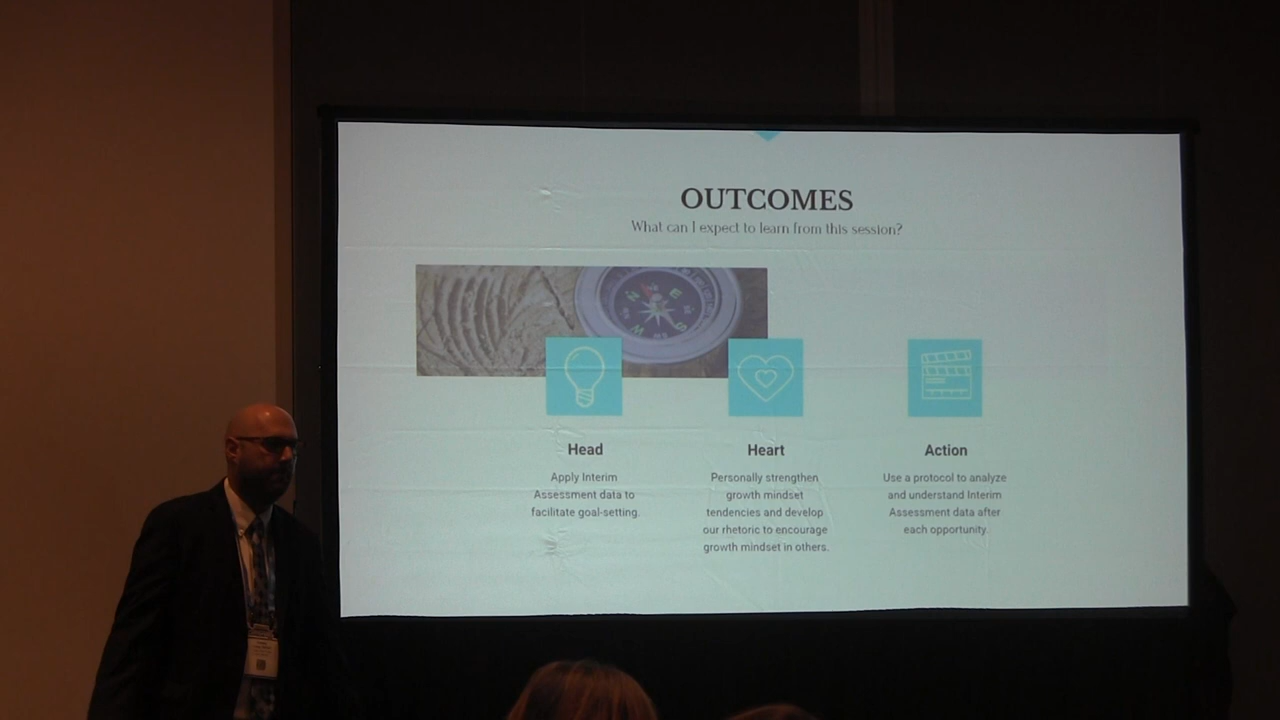 OUTCOMES
What can I expect to learn from this session?
N
E
S
W
Head
Apply Interim
Assessment data to
facilitate goal-setting.
Heart
Personally strengthen
growth mindset
tendencies and develop
our rhetoric to encourage
growth mindset in others.
Action
Use a protocol to analyze
and understand Interim
Assessment data after
each opportunity.